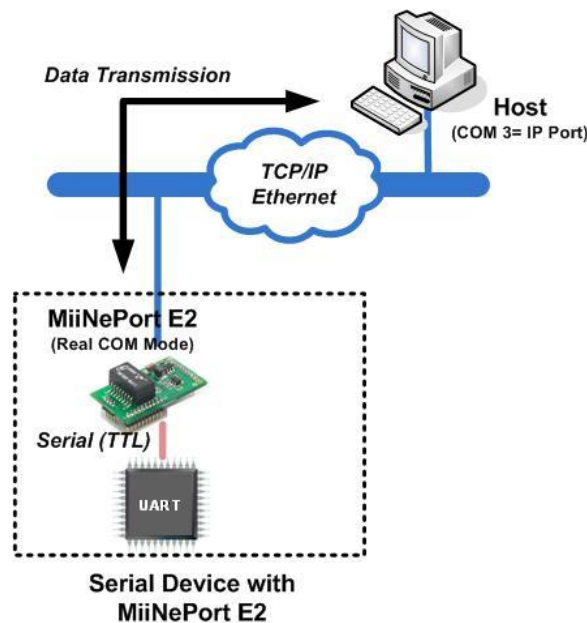 Data Transmission
Host
(COM 3= IP Port)
TCP/IP
Ethernet
MiiNePort E2
(Real COM Mode)
Serial (TTL)
UART
Serial Device with
MiiNePort E2